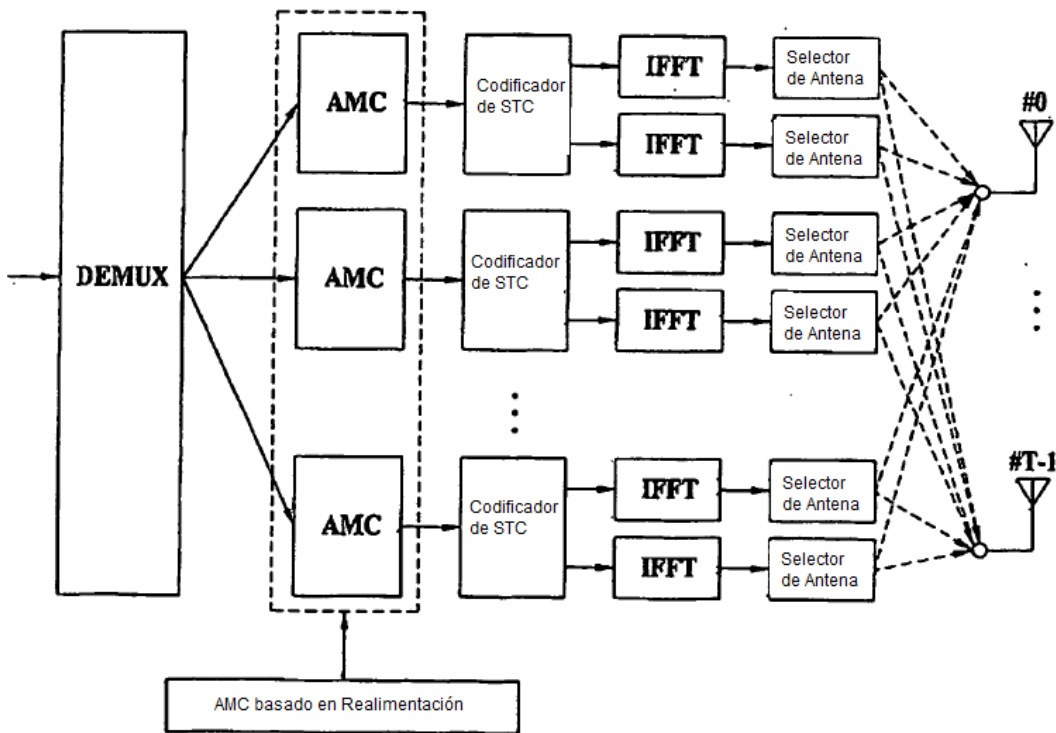 DEMUX
AMC
Codificador
de STC
IFFT
Selector
de Antena
IFFT
Selector
de Antena
#0
AMC
Codificador
de STC
IFFT
Selector
de Antena
IFFT
Selector
de Antena
AMC
Codificador
de STC
IFFT
Selector
de Antena
IFFT
Selector
de Antena
#T-1
AMC basado en Realimentación